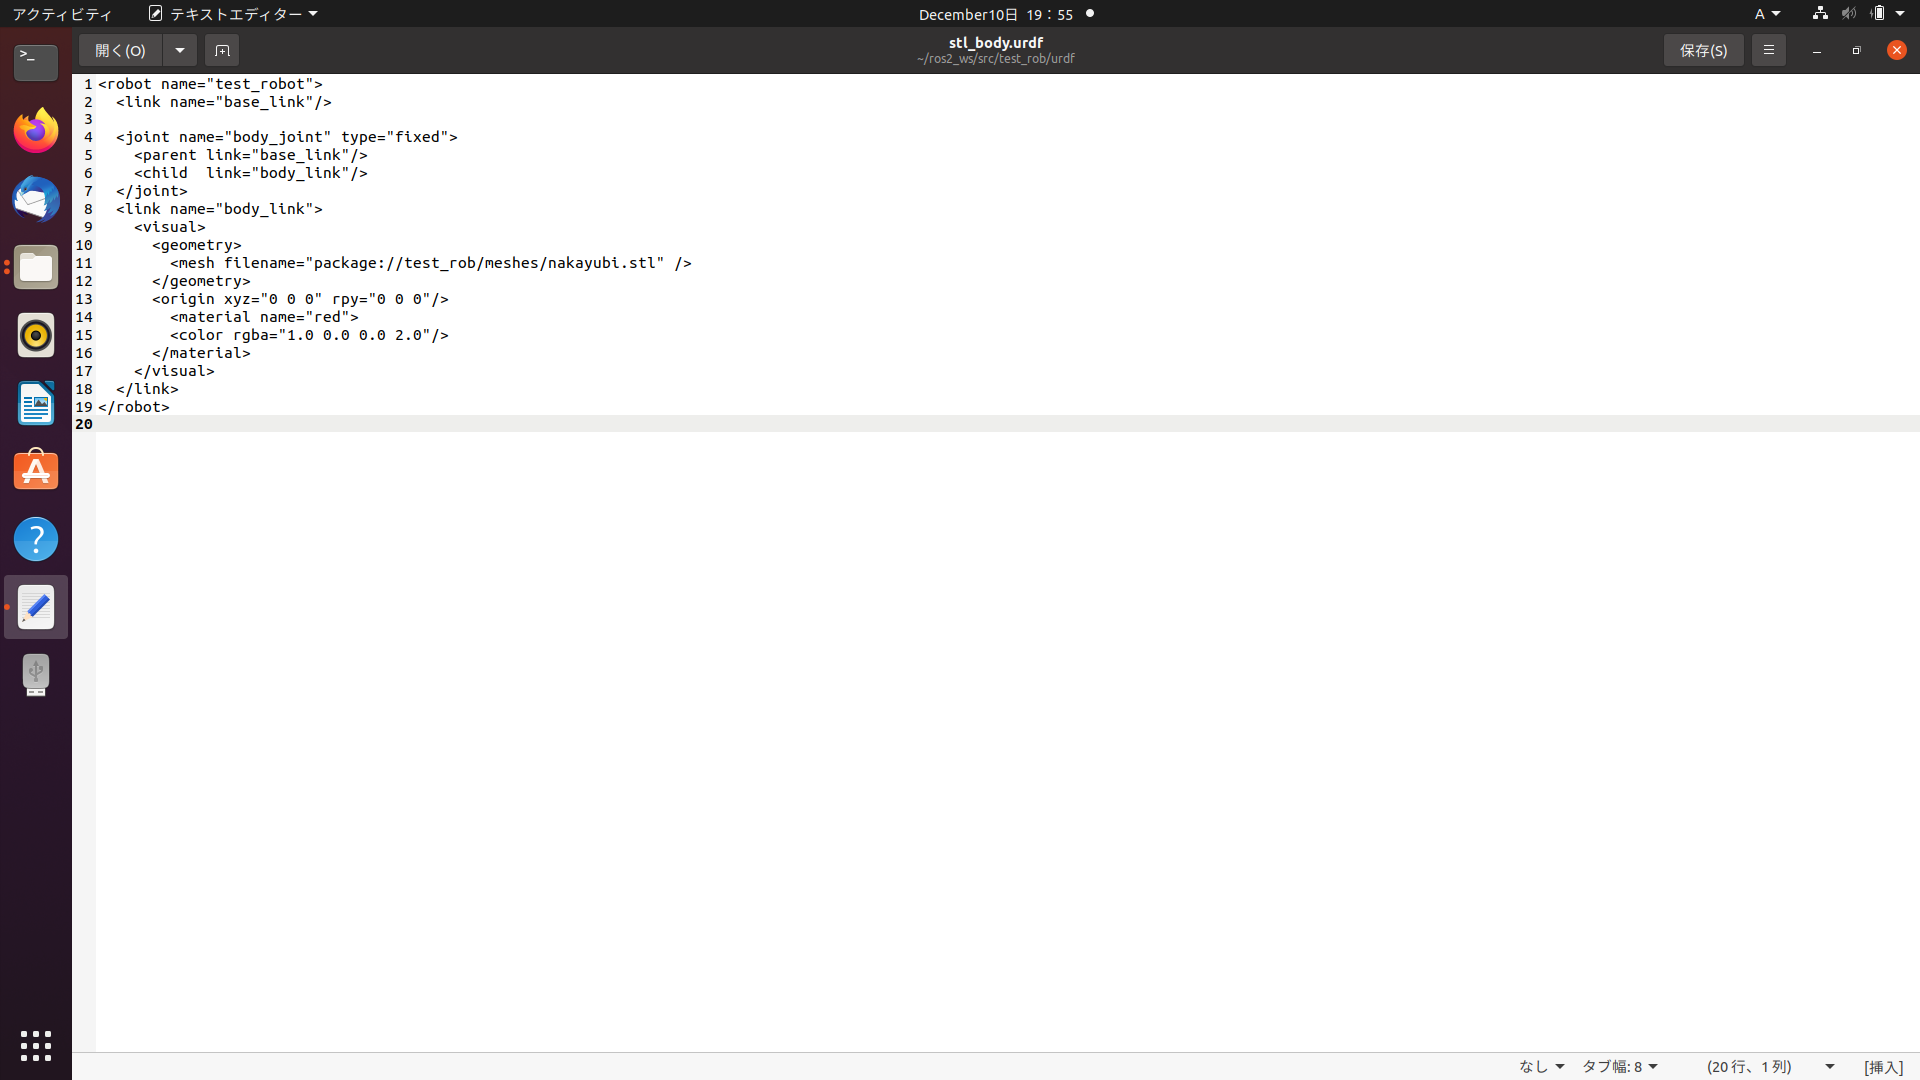 アクティビティ
テキストエディター
December10日 19：55
A
開く(O)
stl_body.urdf
~/ros2_ws/src/test_rob/urdf
保存(S)
1 <robot name="test_robot">
2   <link name="base_link"/>
3
4   <joint name="body_joint" type="fixed">
5     <parent link="base_link"/>
6     <child  link="body_link"/>
7   </joint>
8   <link name="body_link">
9     <visual>
10       <geometry>
11         <mesh filename="package://test_rob/meshes/nakayubi.stl" />
12       </geometry>
13       <origin xyz="0 0 0" rpy="0 0 0"/>
14         <material name="red">
15         <color rgba="1.0 0.0 0.0 2.0"/>
16       </material>
17     </visual>
18   </link>
19 </robot>
20
なし
タブ幅: 8
(20 行、1 列)
[挿入]